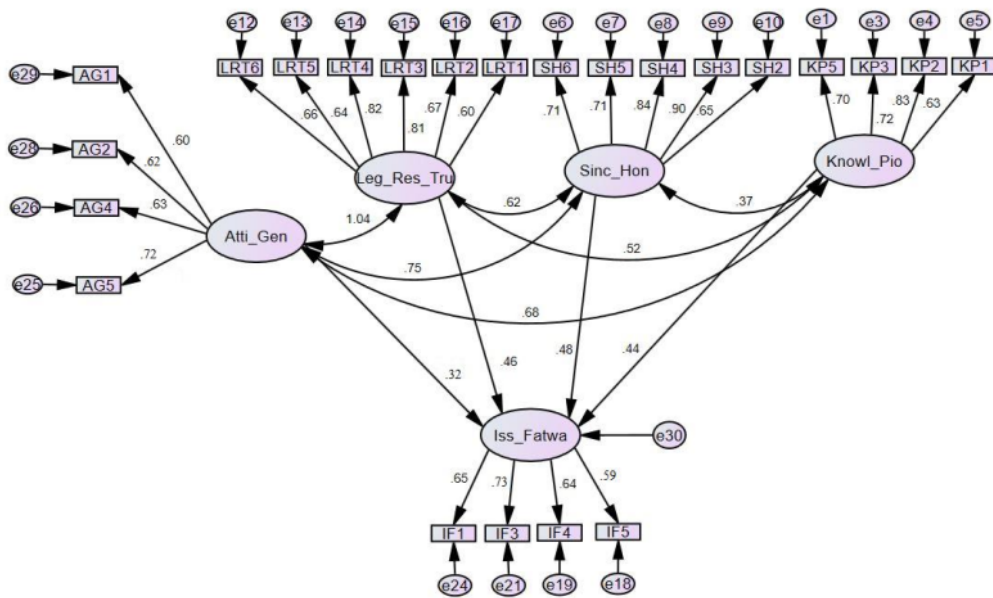 e12 e13 e14 e15 e16 e17 e6 e7 e8 e9 e10 e1 e3 e4 e5
LRT6 LRT5 LRT4 LRT3 LRT2 LRT1 SH6 SH5 SH4 SH3 SH2 KP5 KP3 KP2 KP1
e29 AG1
.66 .64 .82 .81 .67 .60 .71 .71 .84 .90 .65 .70 .72 .83 .63
.60
e28 AG2
.62
Leg_Res_Tru Sinc_Hon Knowl_Pio
e26 AG4
.63
.62 .37
Atti_Gen
1.04
.52
.72
e25 AG5
.75
.68
.32 .46 .48 .44
Iss_Fatwa e30
.65 .73 .64 .59
IF1 IF3 IF4 IF5
e24 e21 e19 e18